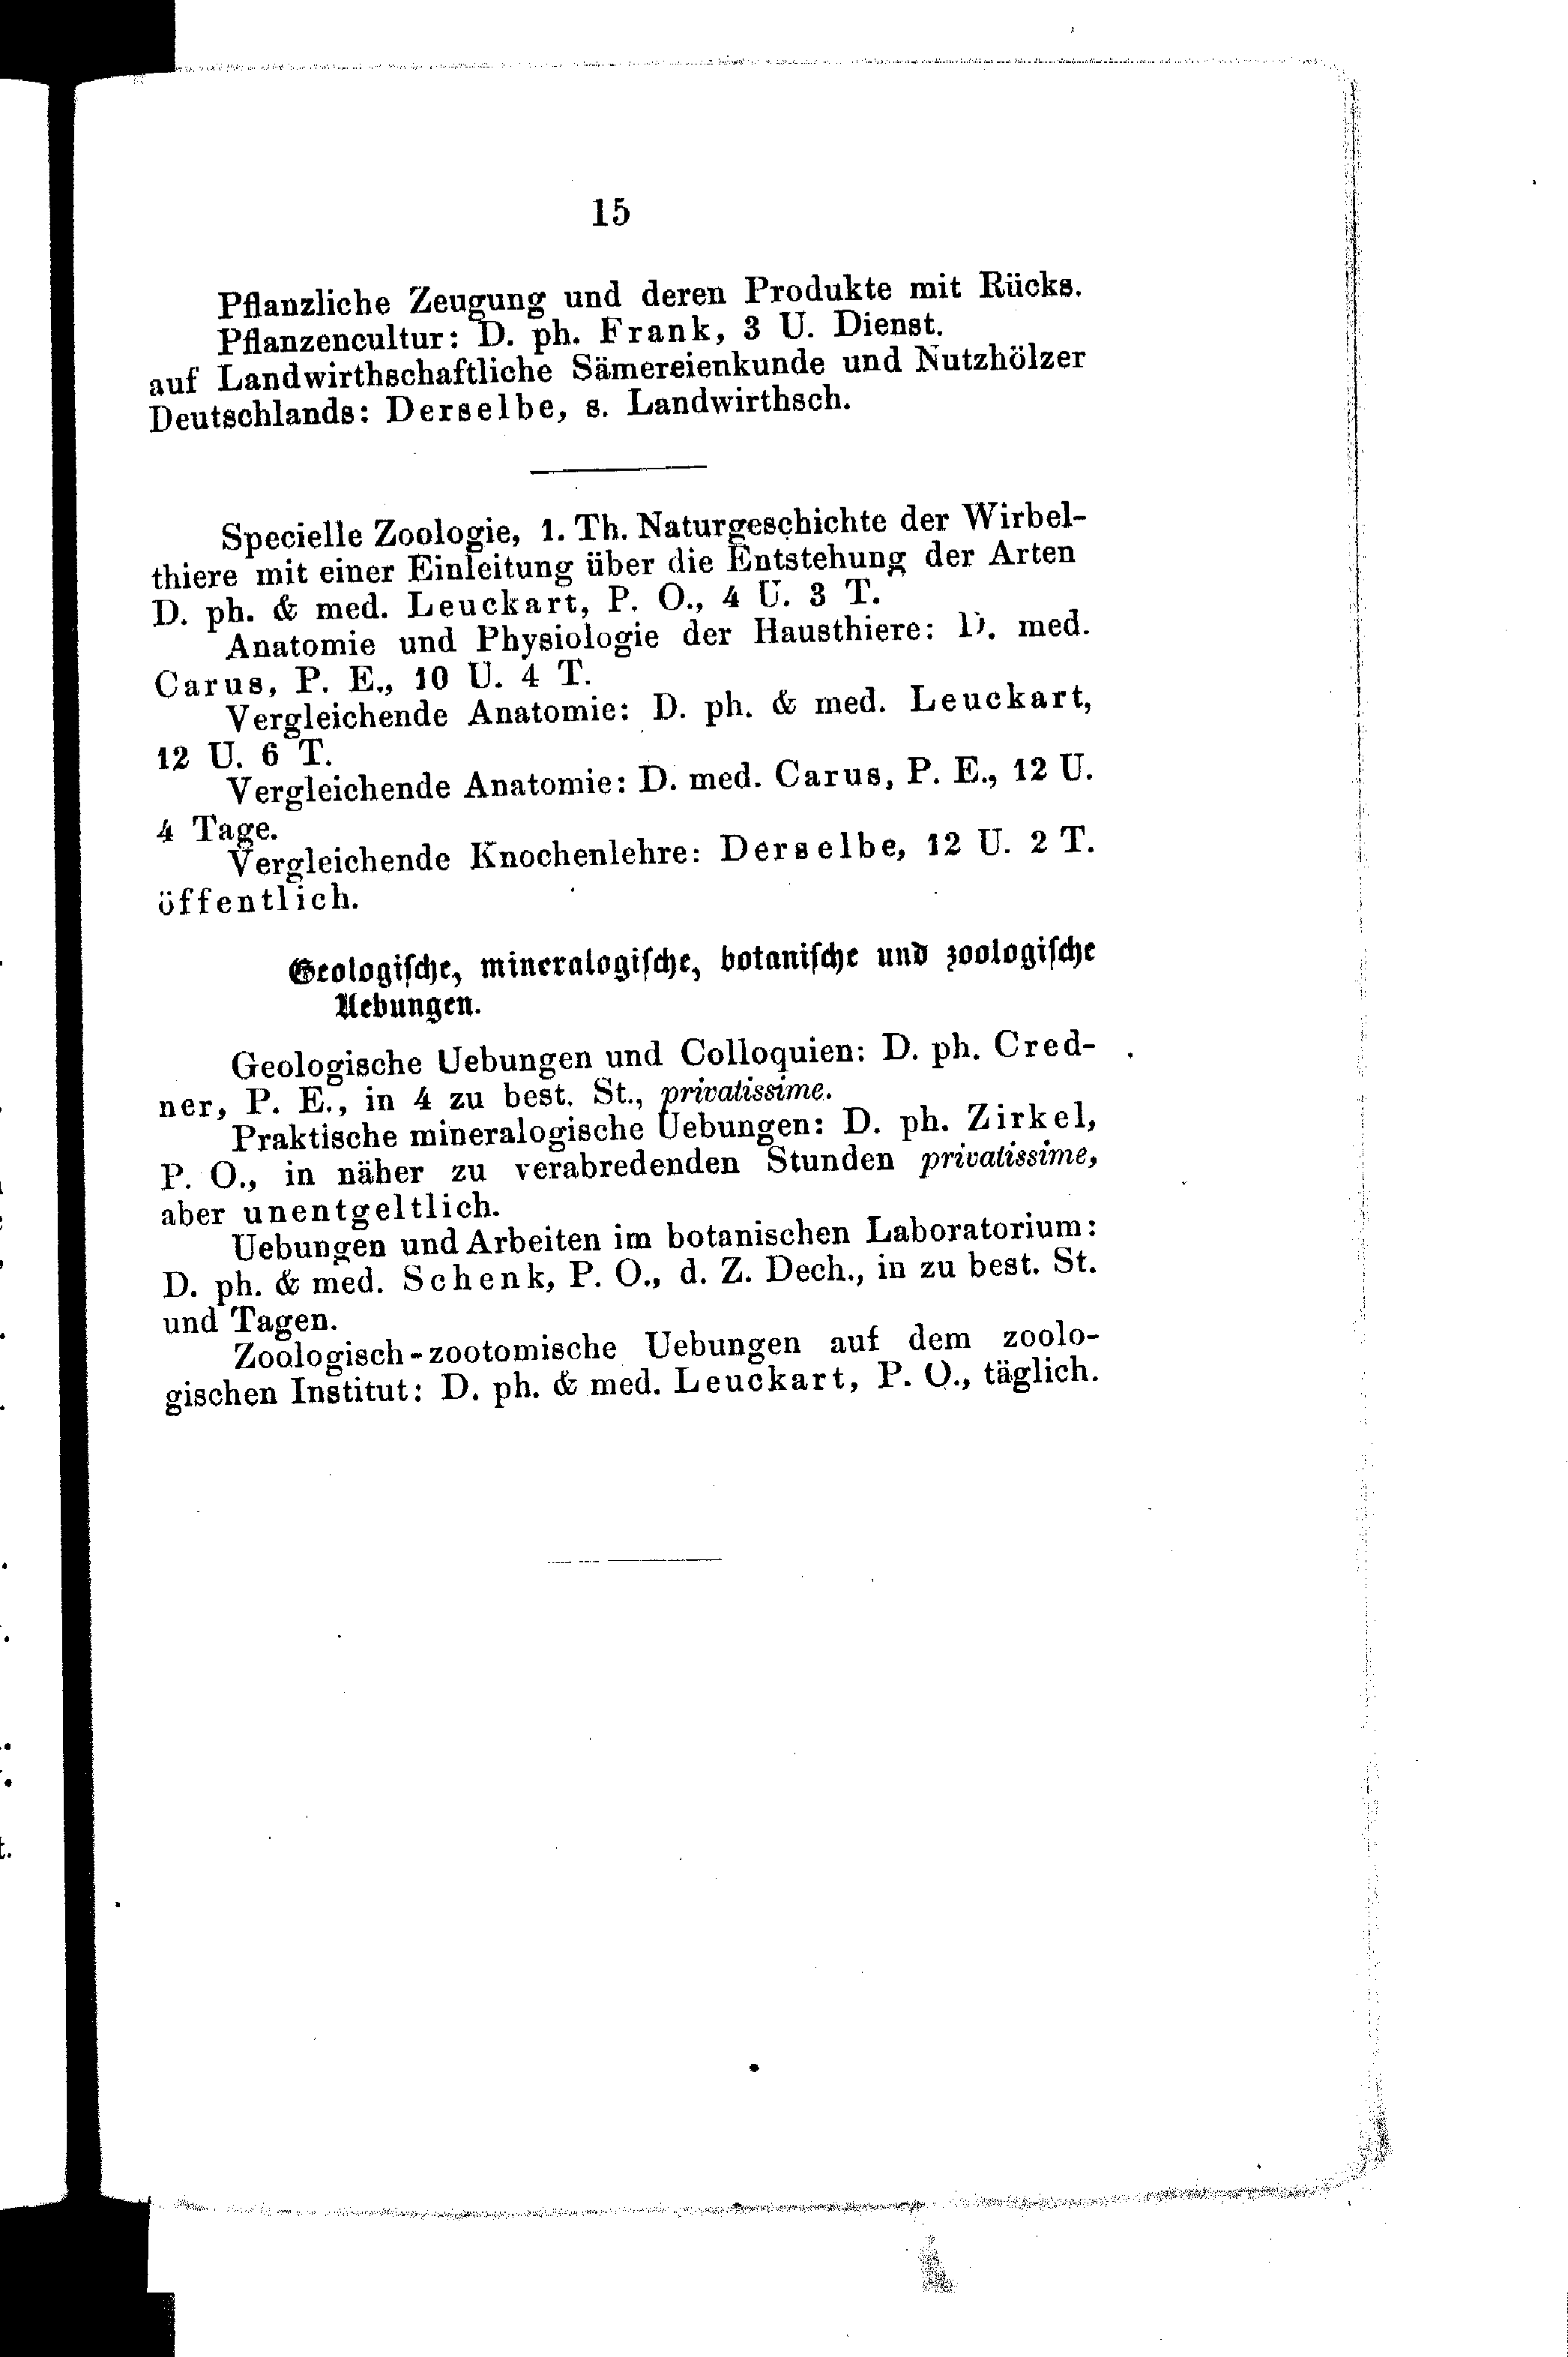 15
Pflanzliche Zeugung und deren Produkte mit Rücks.
Pflanzencultur: D. ph. Frank, 3 U. Dienst.
auf Landwirthschaftliche Sämereienkunde und Nutzhölzer
Deutschlands: Derselbe, s. Landwirthsch.
Specielle Zoologie, 1. Th. Naturgeschichte der Wirbel-
thiere mit einer Einleitung über die Entstehung der Arten
D. ph. & med. Leuckart, P. O., 4 U. 3 T.
Anatomie und Physiologie der Hausthiere: D. med.
Carus, P. E., 10 U. 4 T.
Vergleichende Anatomie: D. ph. & med. Leuckart,
12 U. 6 T.
Vergleichende Anatomie: D. med. Carus, P. E., 12 U.
4 Tage.
Vergleichende Knochenlehre: Derselbe, 12 U. 2 T.
öffentlich.
Geologiſche, mineralogiſche, botaniſche und zoologiſche
Uebungen.
Geologische Uebungen und Colloquien: D. ph. Cred-
ner, P. E., in 4 zu best. St., privatissime.
Praktische mineralogische Uebungen: D. ph. Zirkel,
P. O., in näher zu verabredenden Stunden privatissime,
aber unentgeltlich.
Uebungen und Arbeiten im botanischen Laboratorium:
D. ph. & med. Schenk, P. O., d. Z. Dech., in zu best. St.
und Tagen.
Zoologisch-zootomische Uebungen auf dem zoolo-
gischen Institut: D. ph. & med. Leuckart, P. O., täglich.